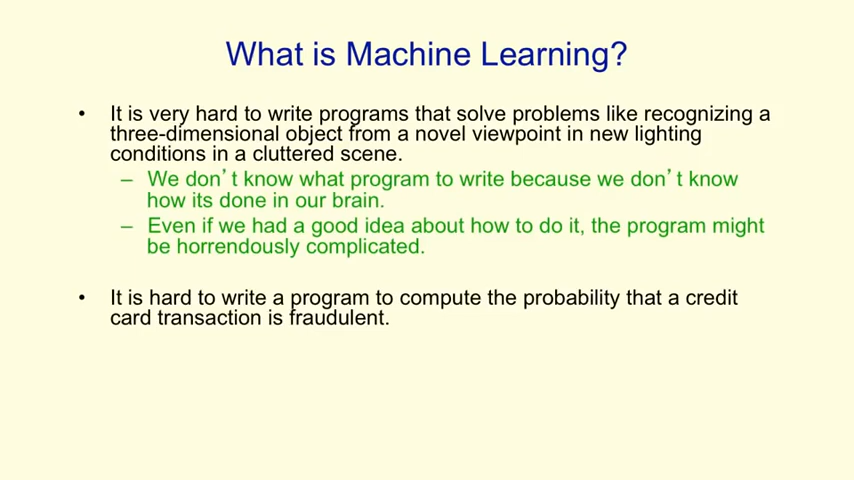 What is Machine Learning?
• It is very hard to write programs that solve problems like recognizing a
three-dimensional object from a novel viewpoint in new lighting
conditions in a cluttered scene.
– We don’t know what program to write because we don’t know
how its done in our brain.
– Even if we had a good idea about how to do it, the program might
be horrendously complicated.
• It is hard to write a program to compute the probability that a credit
card transaction is fraudulent.